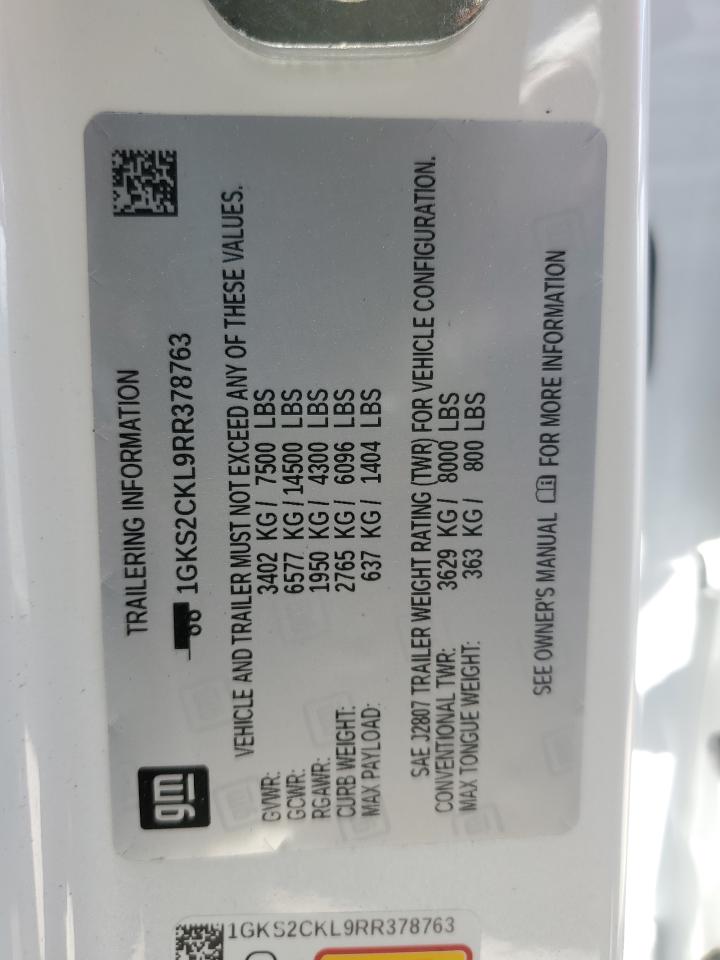 gm
TRAILERING INFORMATION
1GKS2CKL9RR378763
VEHICLE AND TRAILER MUST NOT EXCEED ANY OF THESE VALUES.
GVWR: 3402 KG / 7500 LBS
GCWR: 6577 KG / 14500 LBS
RGAWR: 1950 KG / 4300 LBS
CURB WEIGHT: 2765 KG / 6096 LBS
MAX PAYLOAD: 637 KG / 1404 LBS
SAE J2807 TRAILER WEIGHT RATING (TWR) FOR VEHICLE CONFIGURATION.
CONVENTIONAL TWR: 3629 KG / 8000 LBS
MAX TONGUE WEIGHT: 363 KG / 800 LBS
SEE OWNER'S MANUAL FOR MORE INFORMATION
1GKS2CKL9RR378763